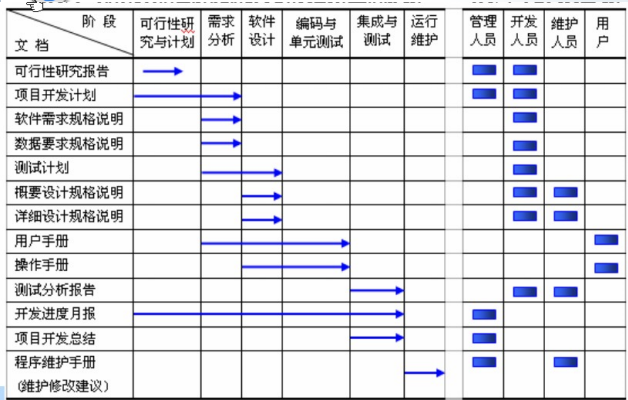 阶 段
文 档
可行性研
究与计划
需求
分析
软件
设计
编码与
单元测试
集成与
测试
运行
维护
管理
人员
开发
人员
维护
人员
用
户
可行性研究报告
项目开发计划
软件需求规格说明
数据要求规格说明
测试计划
概要设计规格说明
详细设计规格说明
用户手册
操作手册
测试分析报告
开发进度月报
项目开发总结
程序维护手册
(维护修改建议)